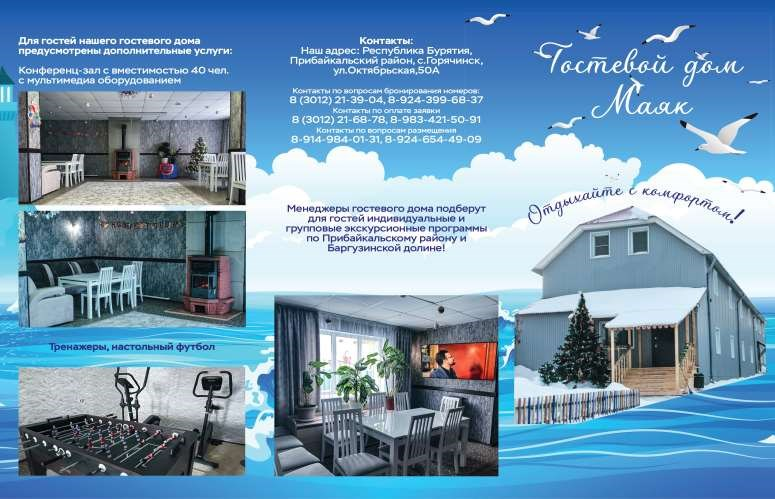 Для гостей нашего гостевого дома
предусмотрены дополнительные услуги:
Конференц-зал с вместимостью 40 чел.
с мультимедиа оборудованием
Тренажеры, настольный футбол
Контакты:
Наш адрес: Республика Бурятия,
Прибайкальский район, с.Горячинск,
ул.Октябрьская,50А
Контакты по вопросам бронирования номеров:
8 (3012) 21-39-04, 8-924-399-68-37
Контакты по оплате заявки
8 (3012) 21-68-78, 8-983-421-50-91
Контакты по вопросам размещения
8-914-984-01-31, 8-924-654-49-09
Менеджеры гостевого дома подберут
для гостей индивидуальные и
групповые экскурсионные программы
по Прибайкальскому району и
Баргузинской долине!
Гостевой дом
Маяк
Отдыхайте с комфортом!